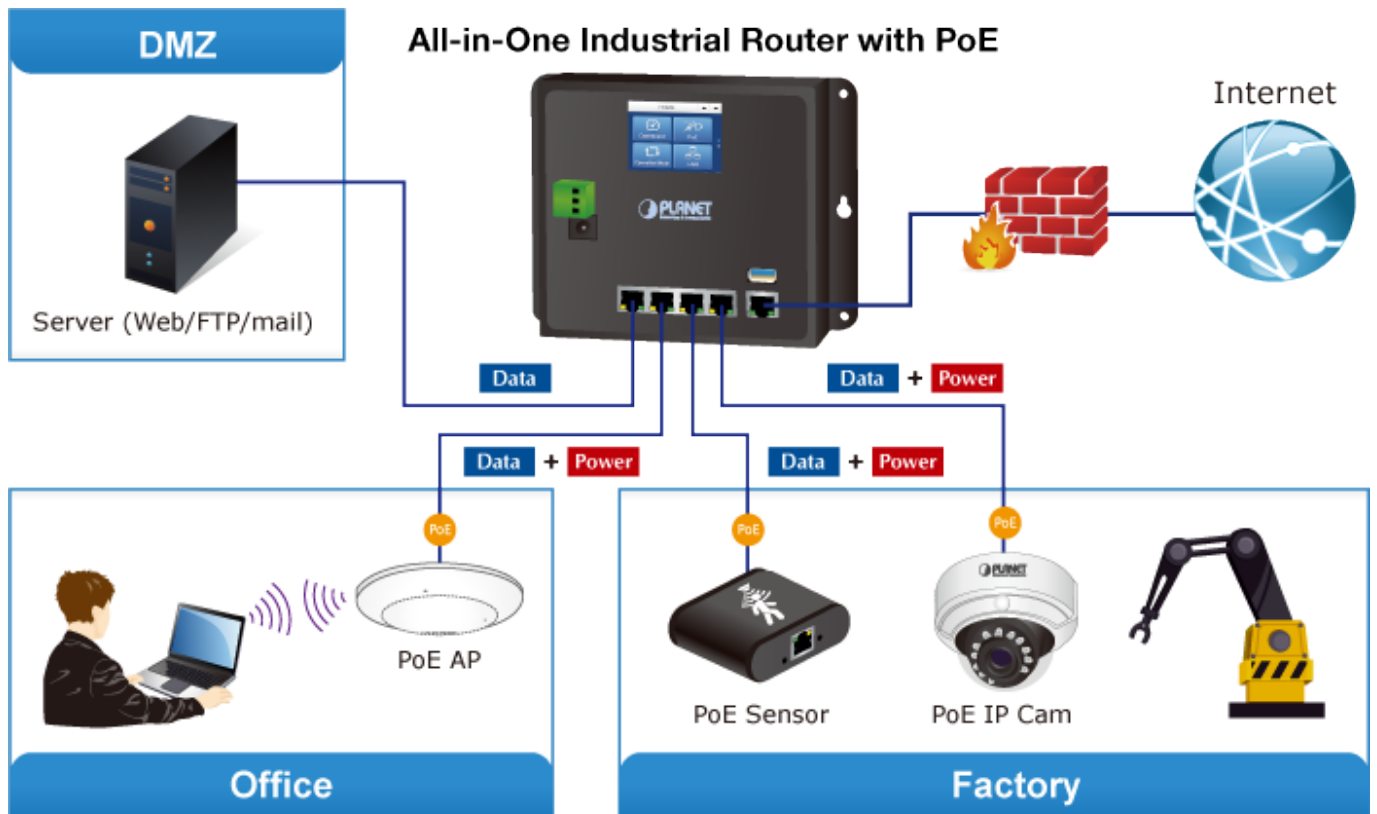 DMZ
All-in-One Industrial Router with PoE
Internet
PLANET
Server (Web/FTP/mail)
Data
Data + Power
Data + Power
Data + Power
PoE
PoE
PoE
PLANET
PoE AP
PoE Sensor
PoE IP Cam
Office
Factory